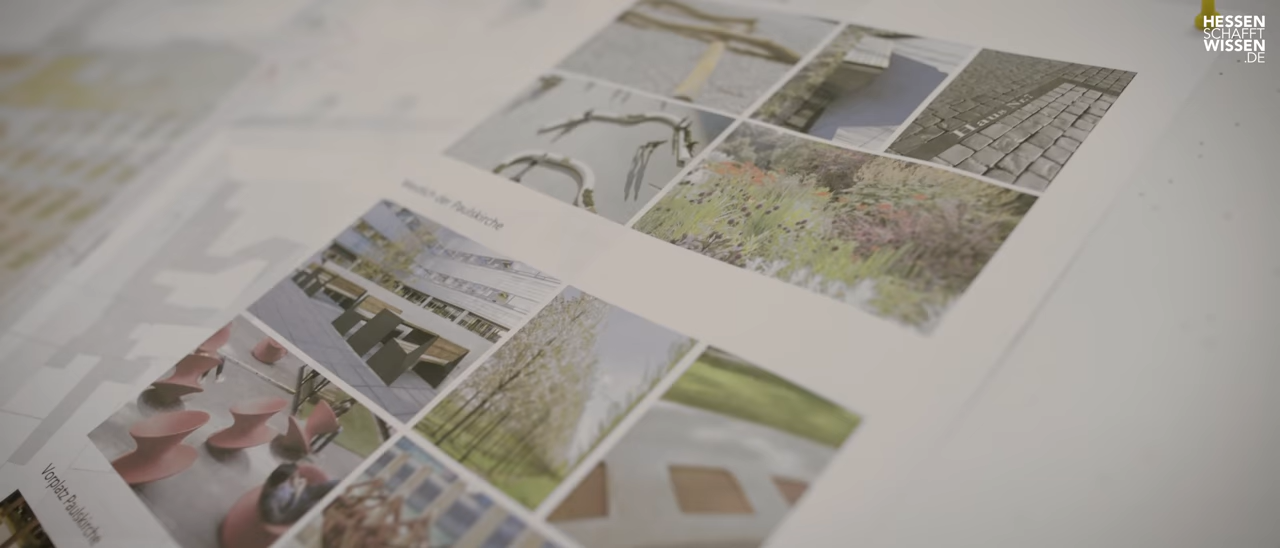 HESSEN
SCHAFFT
WISSEN
.DE
Westlich der Paulskirche
Vorplatz Paulskirche